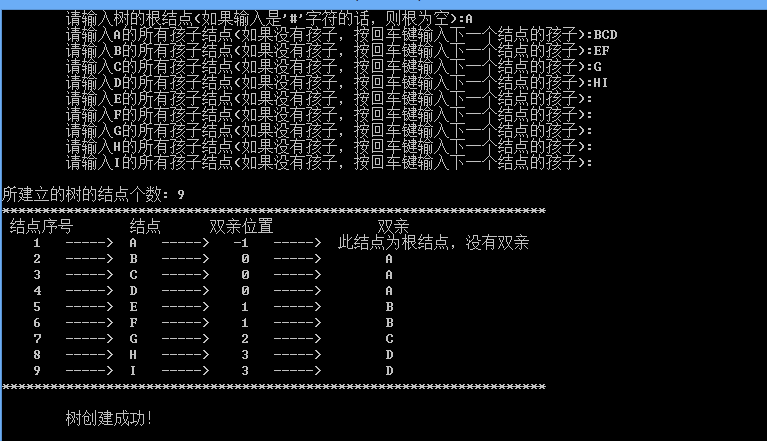 请输入树的根结点(如果输入是'#'字符的话，则根为空):A
请输入A的所有孩子结点(如果没有孩子，按回车键输入下一个结点的孩子):BCD
请输入B的所有孩子结点(如果没有孩子，按回车键输入下一个结点的孩子):EF
请输入C的所有孩子结点(如果没有孩子，按回车键输入下一个结点的孩子):G
请输入D的所有孩子结点(如果没有孩子，按回车键输入下一个结点的孩子):HI
请输入E的所有孩子结点(如果没有孩子，按回车键输入下一个结点的孩子):
请输入F的所有孩子结点(如果没有孩子，按回车键输入下一个结点的孩子):
请输入G的所有孩子结点(如果没有孩子，按回车键输入下一个结点的孩子):
请输入H的所有孩子结点(如果没有孩子，按回车键输入下一个结点的孩子):
请输入I的所有孩子结点(如果没有孩子，按回车键输入下一个结点的孩子):
所建立的树的结点个数: 9
********************************************************************
结点序号 结点 双亲位置 双亲
1 -----> A -----> -1 -----> 此结点为根结点，没有双亲
2 -----> B -----> 0 -----> A
3 -----> C -----> 0 -----> A
4 -----> D -----> 0 -----> A
5 -----> E -----> 1 -----> B
6 -----> F -----> 1 -----> B
7 -----> G -----> 2 -----> C
8 -----> H -----> 3 -----> D
9 -----> I -----> 3 -----> D
********************************************************************
树创建成功!